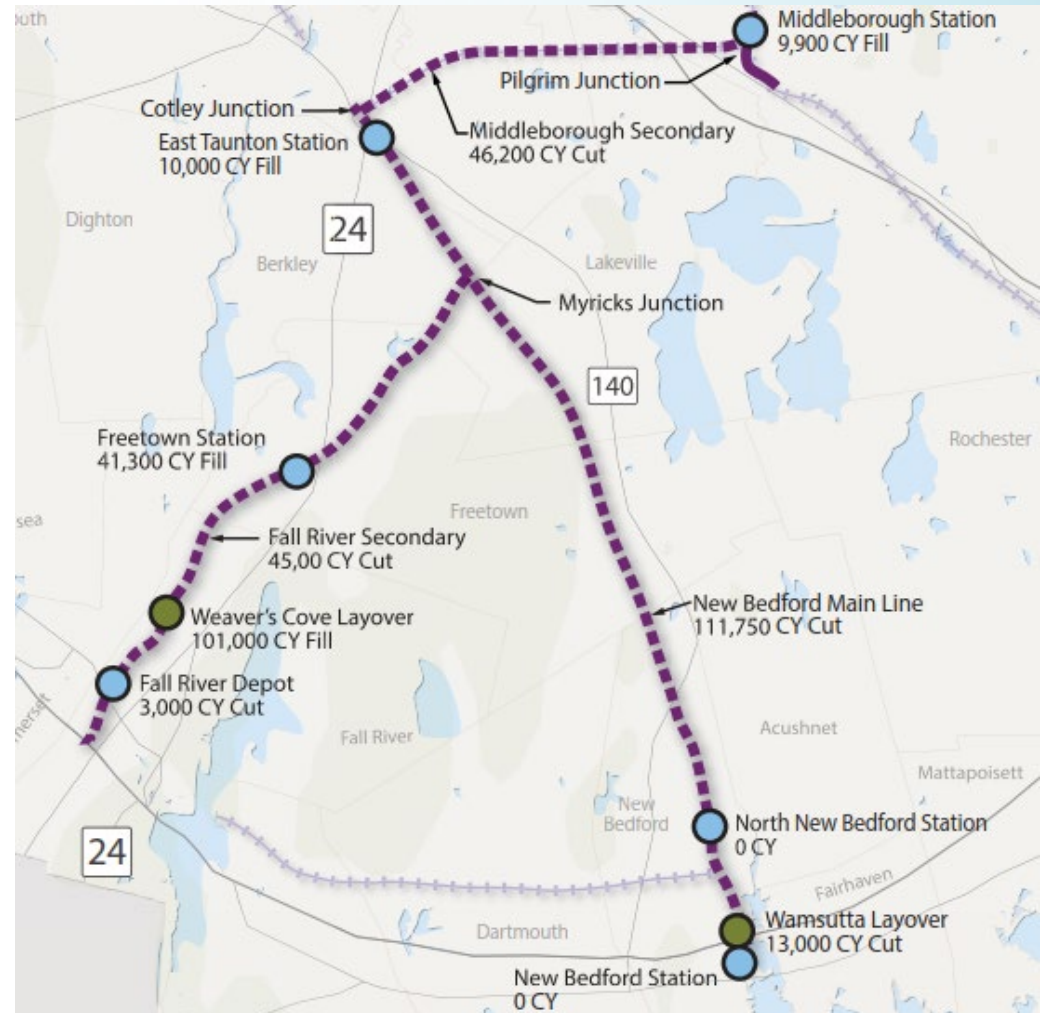 outh
Middleborough Station
9,900 CY Fill
Pilgrim Junction
Cotley Junction
Middleborough Secondary
46,200 CY Cut
East Taunton Station
10,000 CY Fill
Dighton
24
Berkley
Lakeville
Myricks Junction
140
Freetown Station
41,300 CY Fill
Rochester
Freetown
sea
Fall River Secondary
45,00 CY Cut
Weaver's Cove Layover
101,000 CY Fill
New Bedford Main Line
111,750 CY Cut
Fall River Depot
3,000 CY Cut
merset
Fall River
Acushnet
Mattapoisett
New
Bedford
North New Bedford Station
0 CY
24
Fairhaven
Wamsutta Layover
13,000 CY Cut
Dartmouth
New Bedford Station
0 CY